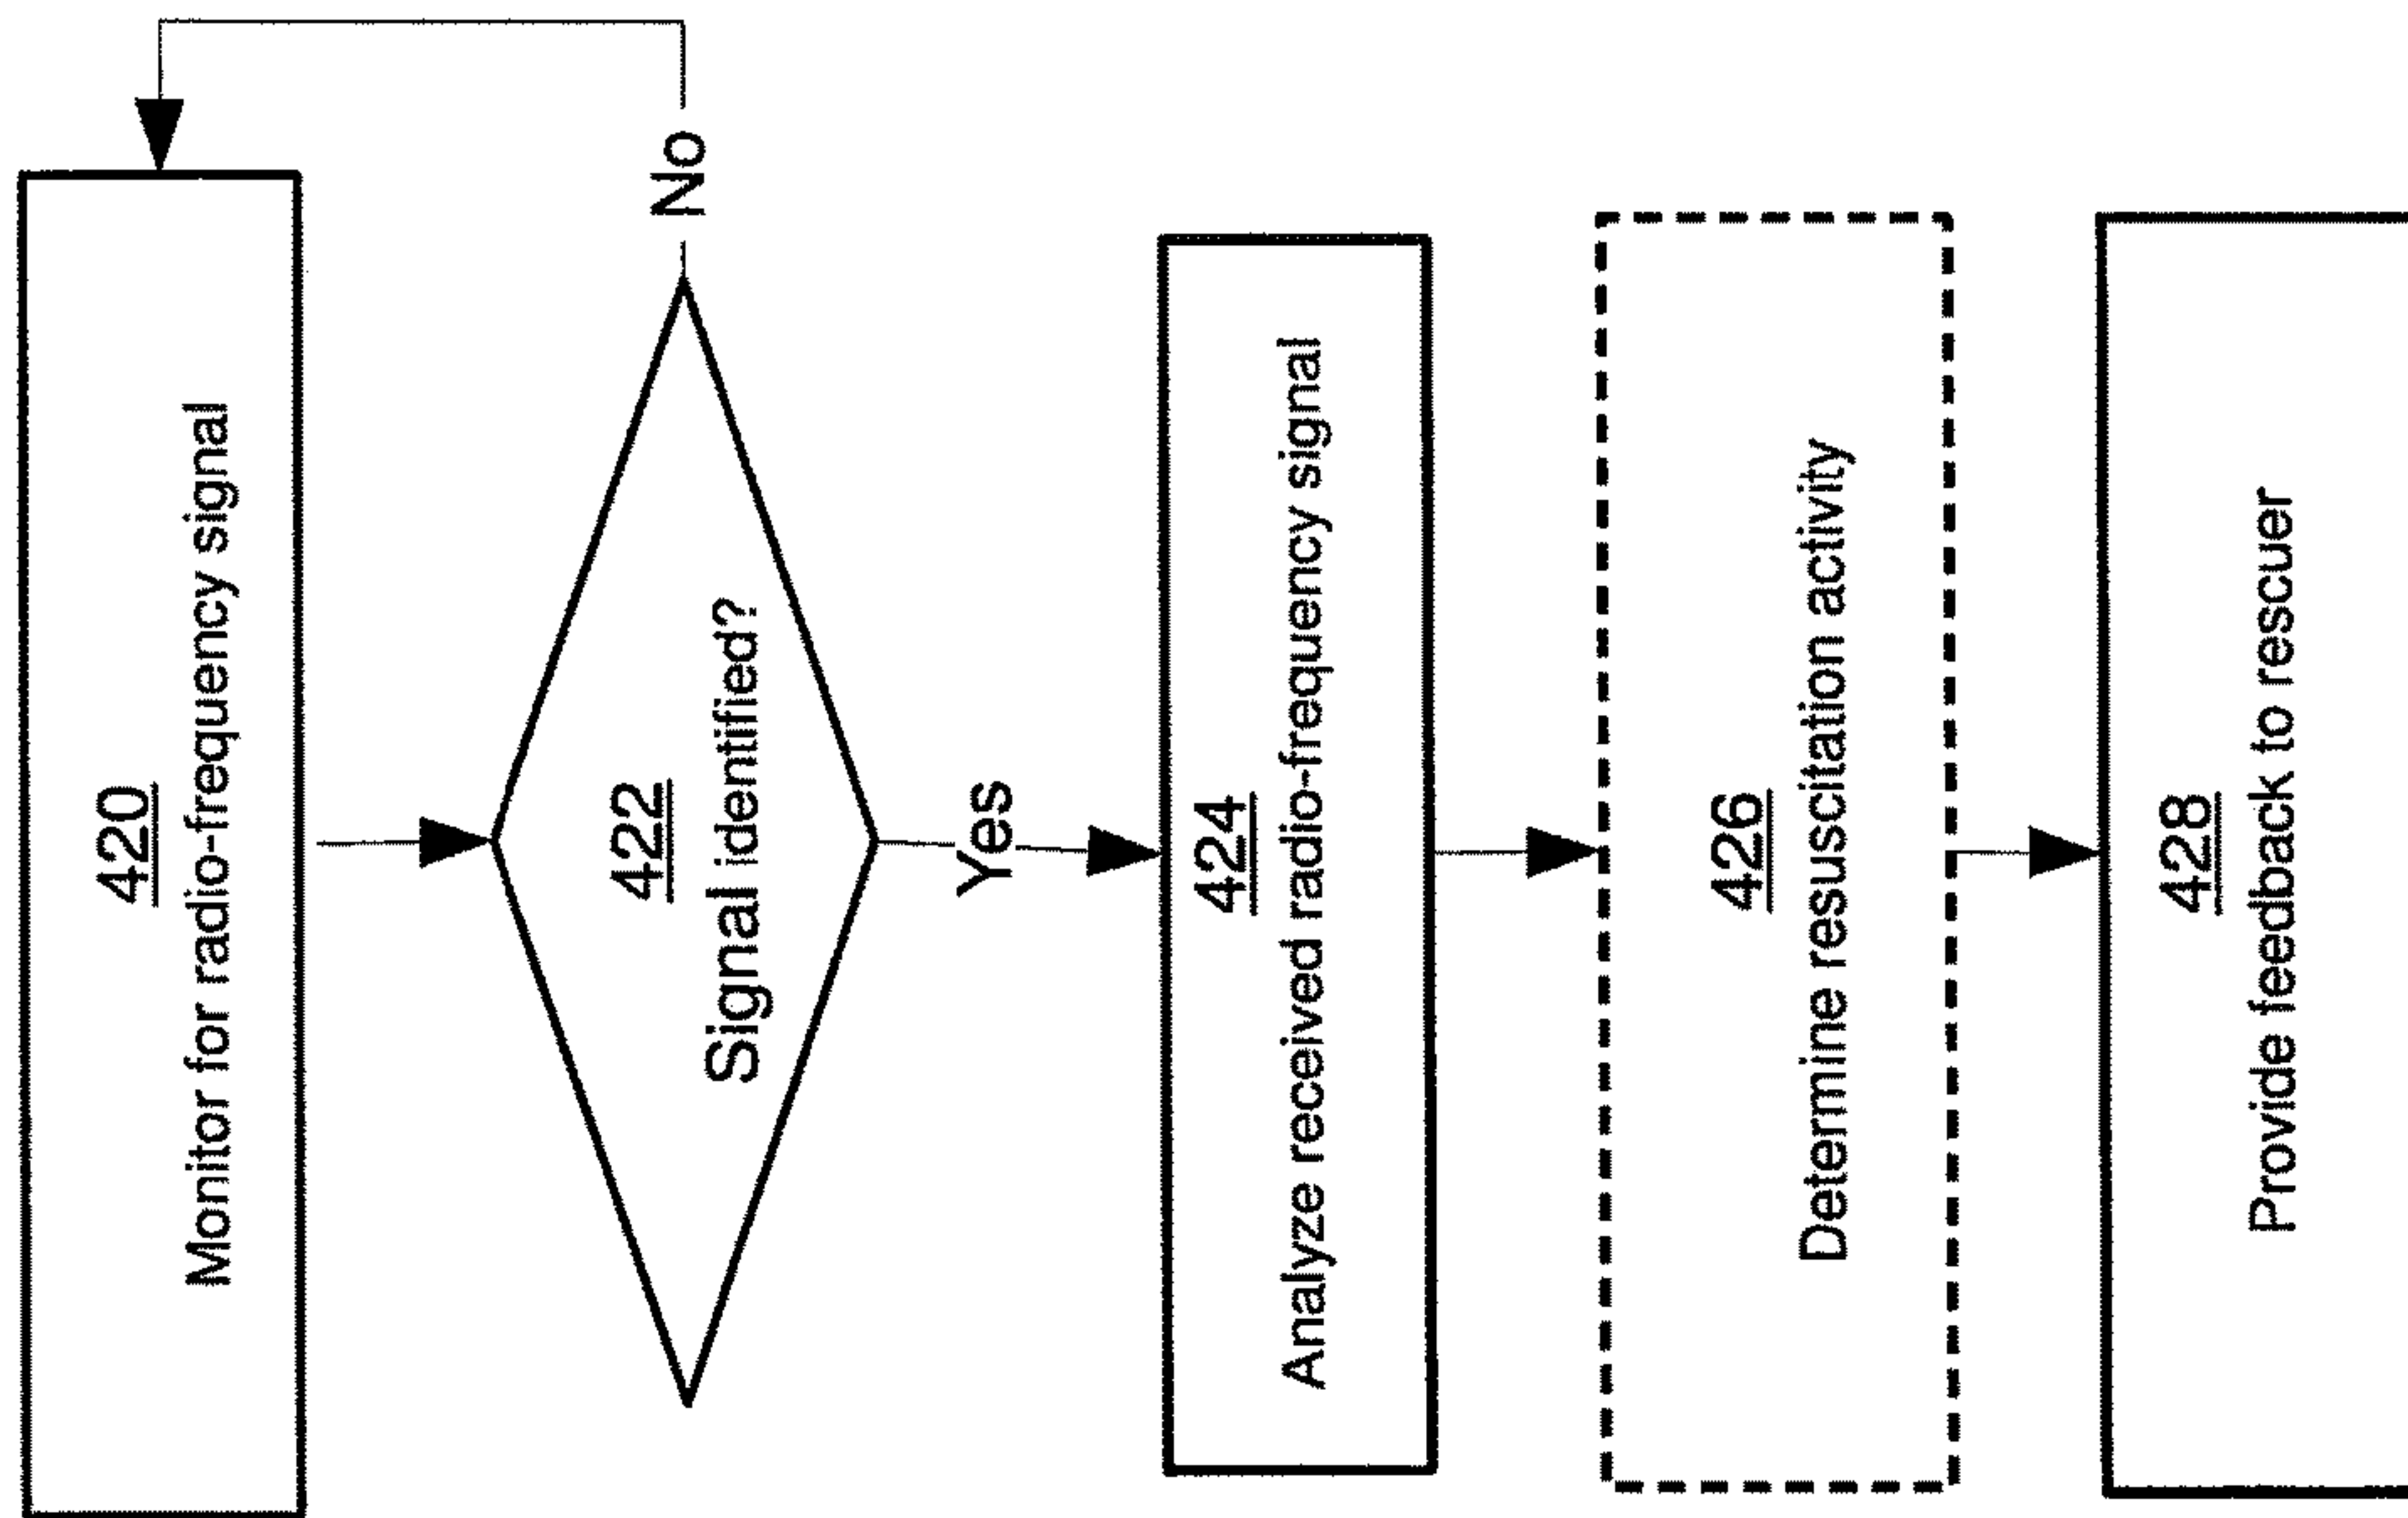 420
Monitor for radio-frequency signal
422
Signal identified?
No
Yes
424
Analyze received radio-frequency signal
426
Determine resuscitation activity
428
Provide feedback to rescuer